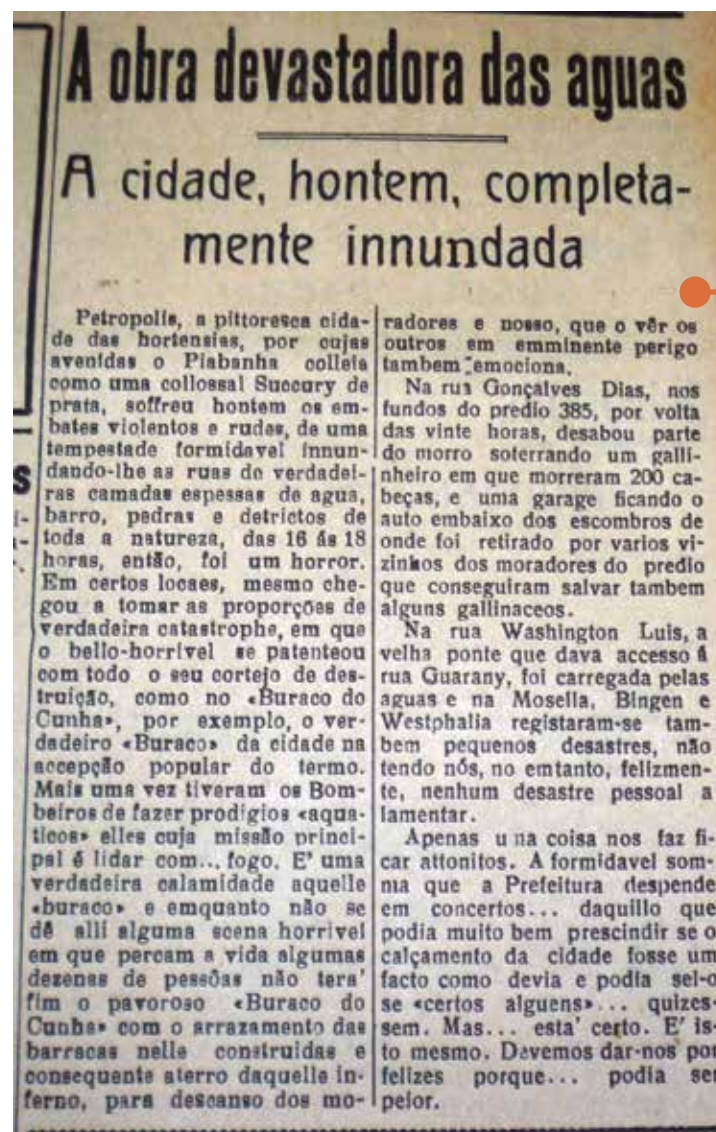 A obra devastadora das aguas
A cidade, hontem, completa-
mente innundada
Petropolis, a pittoresca cida-
de das hortensias, por cujas
avenidas o Piabanha colleia
como uma collossal Succury de
prata, soffreu hontem os em-
bates violentos e rudes, de uma
tempestade formidavel innun-
dando-lhe as ruas de verdadei-
ras camadas espessas de agua,
barro, pedras e detrictos de
toda a natureza, das 16 ás 18
horas, então, foi um horror.
Em certos locaes, mesmo che-
gou a tomar as proporções de
verdadeira catastrophe, em que
o bello-horrivel se patenteou
com todo o seu cortejo de des-
truição, como no «Buraco do
Cunha», por exemplo, o ver-
dadeiro «Buraco» da cidade na
accepção popular do termo.
Mais uma vez tiveram os Bom-
beiros de fazer prodigios «aqua-
ticos» elles cuja missão princi-
pal é lidar com... fogo. E' uma
verdadeira calamidade aquelle
«buraco» e emquanto não se
dê alli alguma scena horrivel
em que percam a vida algumas
dezenas de pessôas não tera'
fim o pavoroso «Buraco do
Cunha» com o arrazamento das
barracas nelle construidas e
consequente aterro daquelle in-
ferno, para descanso dos mo-
radores e nosso, que o vêr os
outros em emminente perigo
tambem emociona.
Na rua Gonçalves Dias, nos
fundos do predio 385, por volta
das vinte horas, desabou parte
do morro soterrando um galli-
nheiro em que morreram 200 ca-
beças, e uma garage ficando o
auto embaixo dos escombros de
onde foi retirado por varios vi-
zinhos dos moradores do predio
que conseguiram salvar tambem
alguns gallinaceos.
Na rua Washington Luis, a
velha ponte que dava accesso á
rua Guarany, foi carregada pelas
aguas e na Mosella, Bingen e
Westphalia registaram-se tam-
bem pequenos desastres, não
tendo nós, no emtanto, felizmen-
te, nenhum desastre pessoal a
lamentar.
Apenas u na coisa nos faz fi-
car attonitos. A formidavel som-
ma que a Prefeitura despende
em concertos... daquillo que
podia muito bem prescindir se o
calçamento da cidade fosse um
facto como devia e podia sel-o
se «certos alguens»... quizes-
sem. Mas... esta' certo. E' is-
to mesmo. Devemos dar-nos por
felizes porque... podia ser
peior.